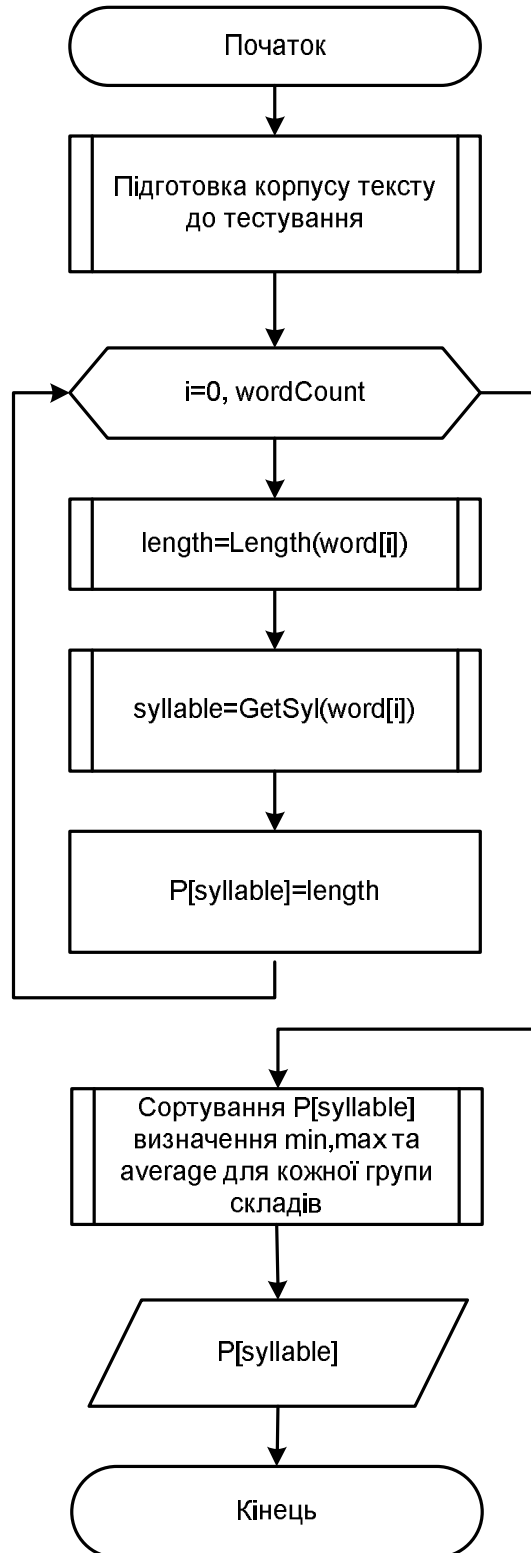 Початок
Підготовка корпусу тексту
до тестування
i=0, wordCount
length=Length(word[i])
syllable=GetSyl(word[i])
P[syllable]=length
Сортування P[syllable]
визначення min,max та
average для кожної групи
складів
P[syllable]
Кінець